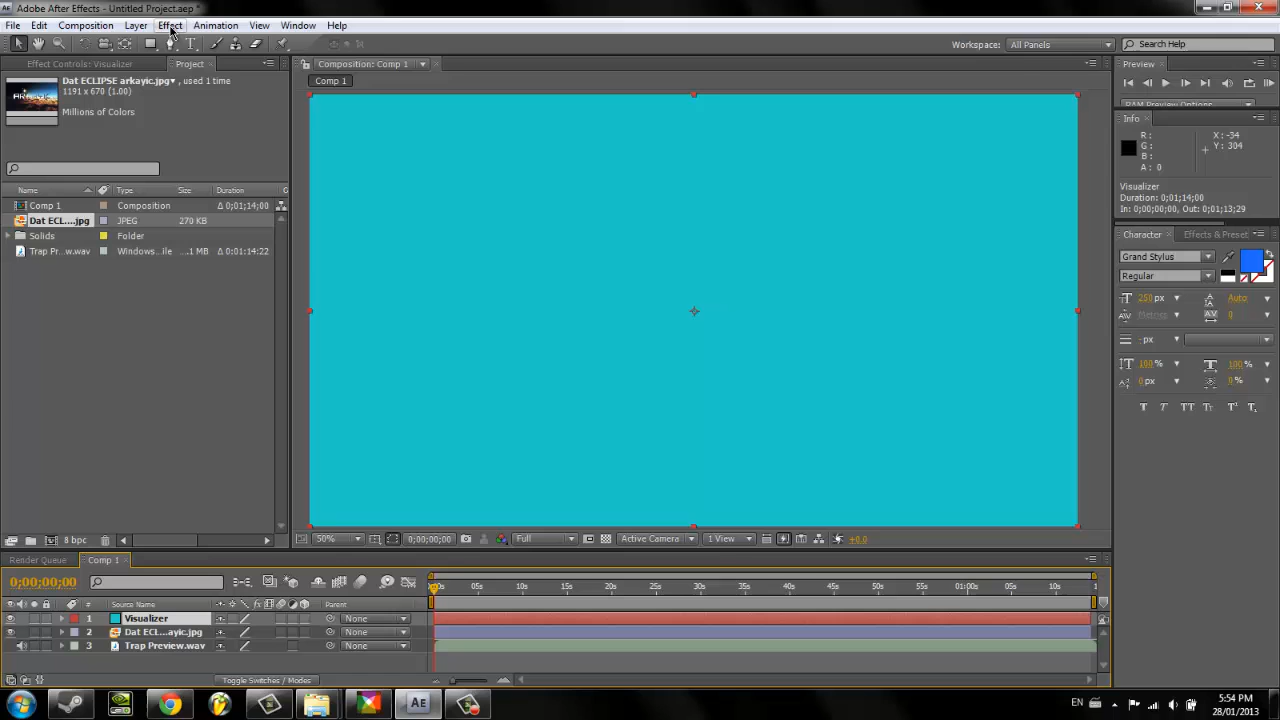 Adobe After Effects - Untitled Project.aep *
File Edit Composition Layer Effect Animation View Window Help
Workspace: All Panels Search Help
Effect Controls: Visualizer Project
Composition: Comp 1
Preview
Comp 1
Dat ECLIPSE arkayic.jpg , used 1 time
1191 x 670 (1.00)
Millions of Colors
RAM Preview Options
Info
R: X: -34
G: Y: 304
B:
A: 0
Visualizer
Duration: 0;01;14;00
In: 0;00;00;00, Out: 0;01;13;29
Name Type Size Duration
Comp 1 Composition Δ 0;01;14;00
Dat ECL....jpg JPEG 270 KB
Solids Folder
Trap Pr...w.wav Windows...ile ....1 MB Δ 0:01:14:22
Character Effects & Preset
Grand Stylus
Regular
250 px Auto
Metrics 0
- px
100 % 100 %
0 px 0 %
T T TT Tr T¹ T₁
8 bpc
50% 0;00;00;00 Full Active Camera 1 View +0.0
Render Queue Comp 1
0;00;00;00
05s 10s 15s 20s 25s 30s 35s 40s 45s 50s 55s 01:00s 05s 10s
# Source Name Parent
1 Visualizer None
2 Dat ECL...ayic.jpg None
3 Trap Preview.wav None
Toggle Switches / Modes
EN 5:54 PM
28/01/2013